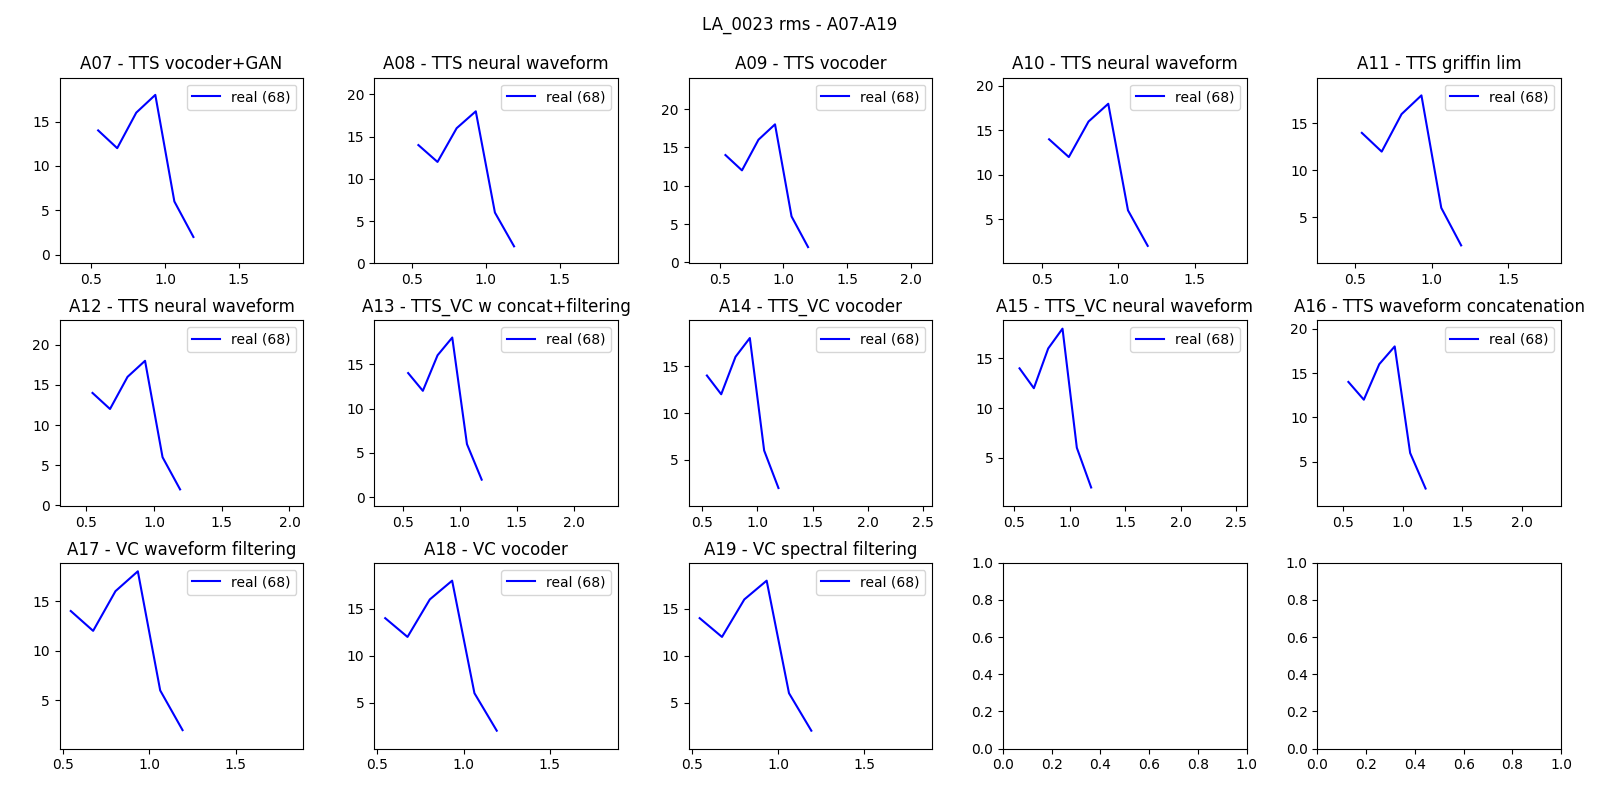 LA_0023 rms - A07-A19
A07 - TTS vocoder+GAN
real (68)
15
10
5
0
0.5 1.0 1.5
A08 - TTS neural waveform
real (68)
20
15
10
5
0
0.5 1.0 1.5
A09 - TTS vocoder
real (68)
20
15
10
5
0
0.5 1.0 1.5 2.0
A10 - TTS neural waveform
real (68)
20
15
10
5
0.5 1.0 1.5
A11 - TTS griffin lim
real (68)
15
10
5
0.5 1.0 1.5
A12 - TTS neural waveform
real (68)
20
15
10
5
0
0.5 1.0 1.5 2.0
A13 - TTS_VC w concat+filtering
real (68)
15
10
5
0
0.5 1.0 1.5 2.0
A14 - TTS_VC vocoder
real (68)
15
10
5
0.5 1.0 1.5 2.0 2.5
A15 - TTS_VC neural waveform
real (68)
15
10
5
0.5 1.0 1.5 2.0 2.5
A16 - TTS waveform concatenation
real (68)
20
15
10
5
0.5 1.0 1.5 2.0
A17 - VC waveform filtering
real (68)
15
10
5
0.5 1.0 1.5
A18 - VC vocoder
real (68)
15
10
5
0.5 1.0 1.5
A19 - VC spectral filtering
real (68)
15
10
5
0.5 1.0 1.5
1.0
0.8
0.6
0.4
0.2
0.0
0.0 0.2 0.4 0.6 0.8 1.0
1.0
0.8
0.6
0.4
0.2
0.0
0.0 0.2 0.4 0.6 0.8 1.0